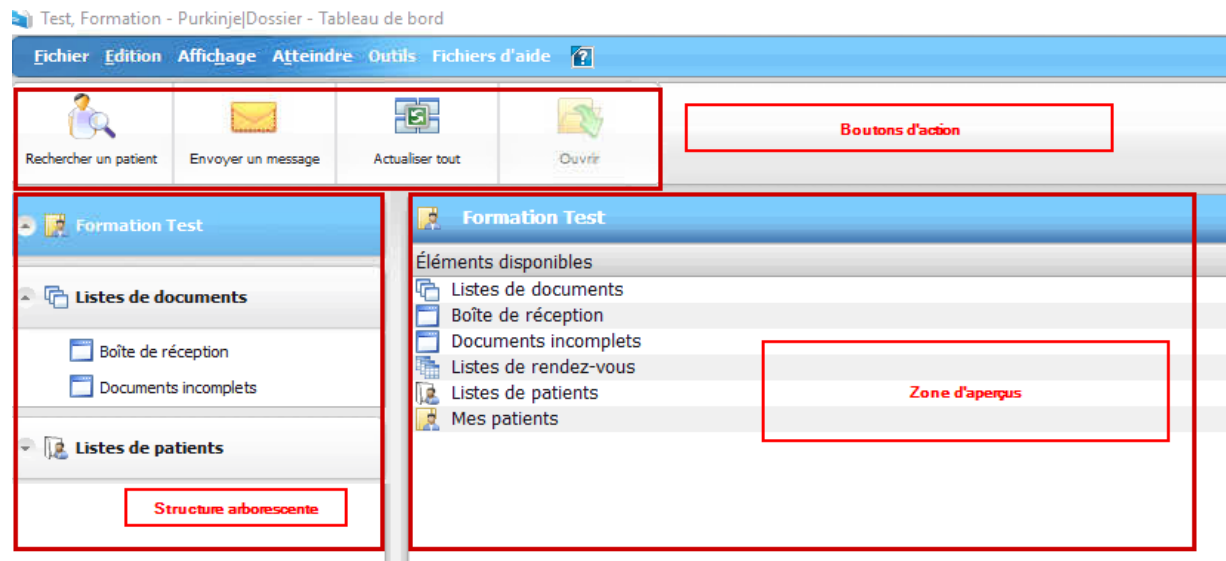 Test, Formation - Purkinje|Dossier - Tableau de bord
Fichier Edition Affichage Atteindre Outils Fichiers d'aide ?
Rechercher un patient Envoyer un message Actualiser tout Ouvrir
Boutons d'action
Formation Test
Listes de documents
Boîte de réception
Documents incomplets
Listes de patients
Structure arborescente
Formation Test
Éléments disponibles
Listes de documents
Boîte de réception
Documents incomplets
Listes de rendez-vous
Listes de patients
Mes patients
Zone d'aperçus